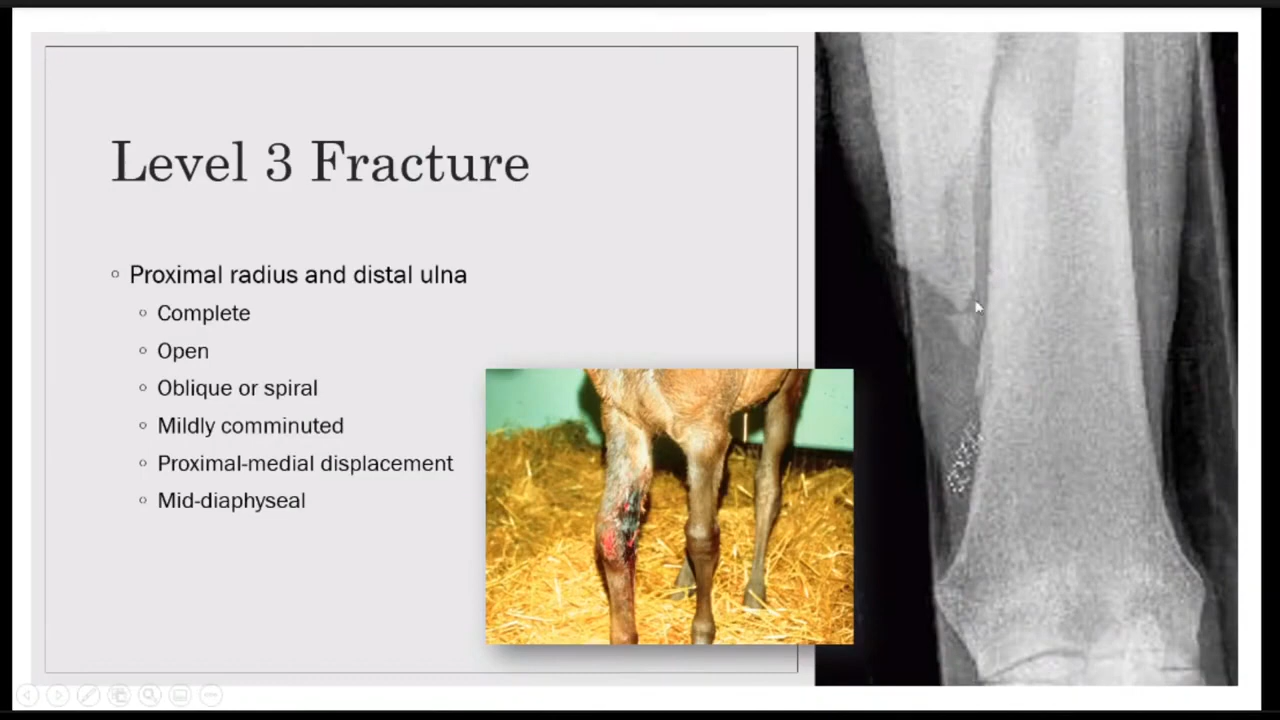 Level 3 Fracture
Proximal radius and distal ulna
Complete
Open
Oblique or spiral
Mildly comminuted
Proximal-medial displacement
Mid-diaphyseal